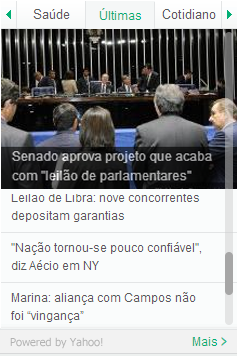 Saúde Últimas Cotidiano
Senado aprova projeto que acaba
com "leilão de parlamentares"
Leilão de Libra: nove concorrentes
depositam garantias
"Nação tornou-se pouco confiável",
diz Aécio em NY
Marina: aliança com Campos não
foi “vingança”
Powered by Yahoo! Mais >